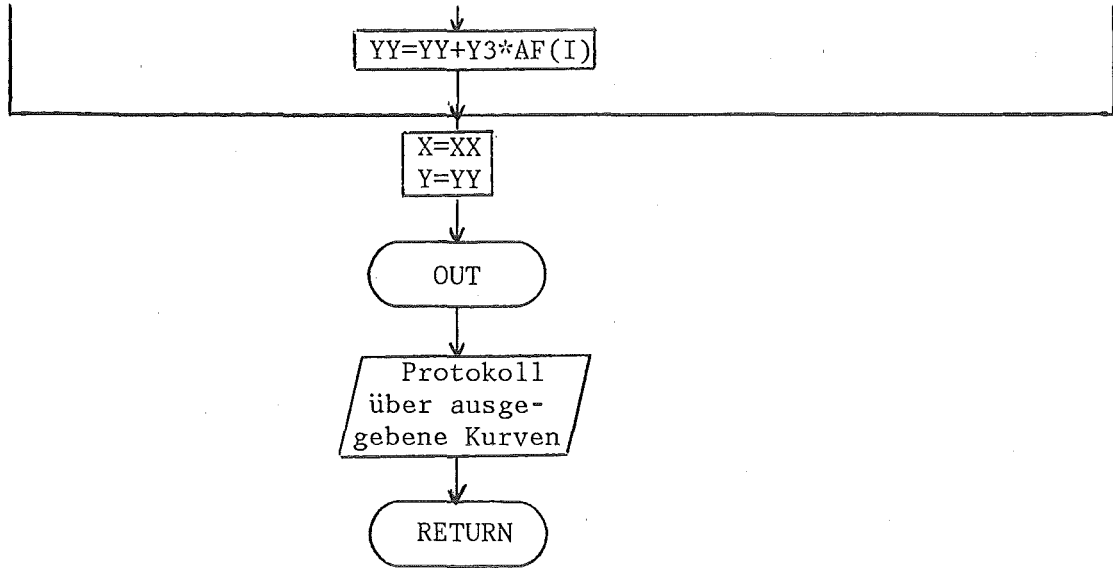 YY=YY+Y3*AF(I)
X=XX
Y=YY
OUT
Protokoll
über ausge-
gebene Kurven
RETURN